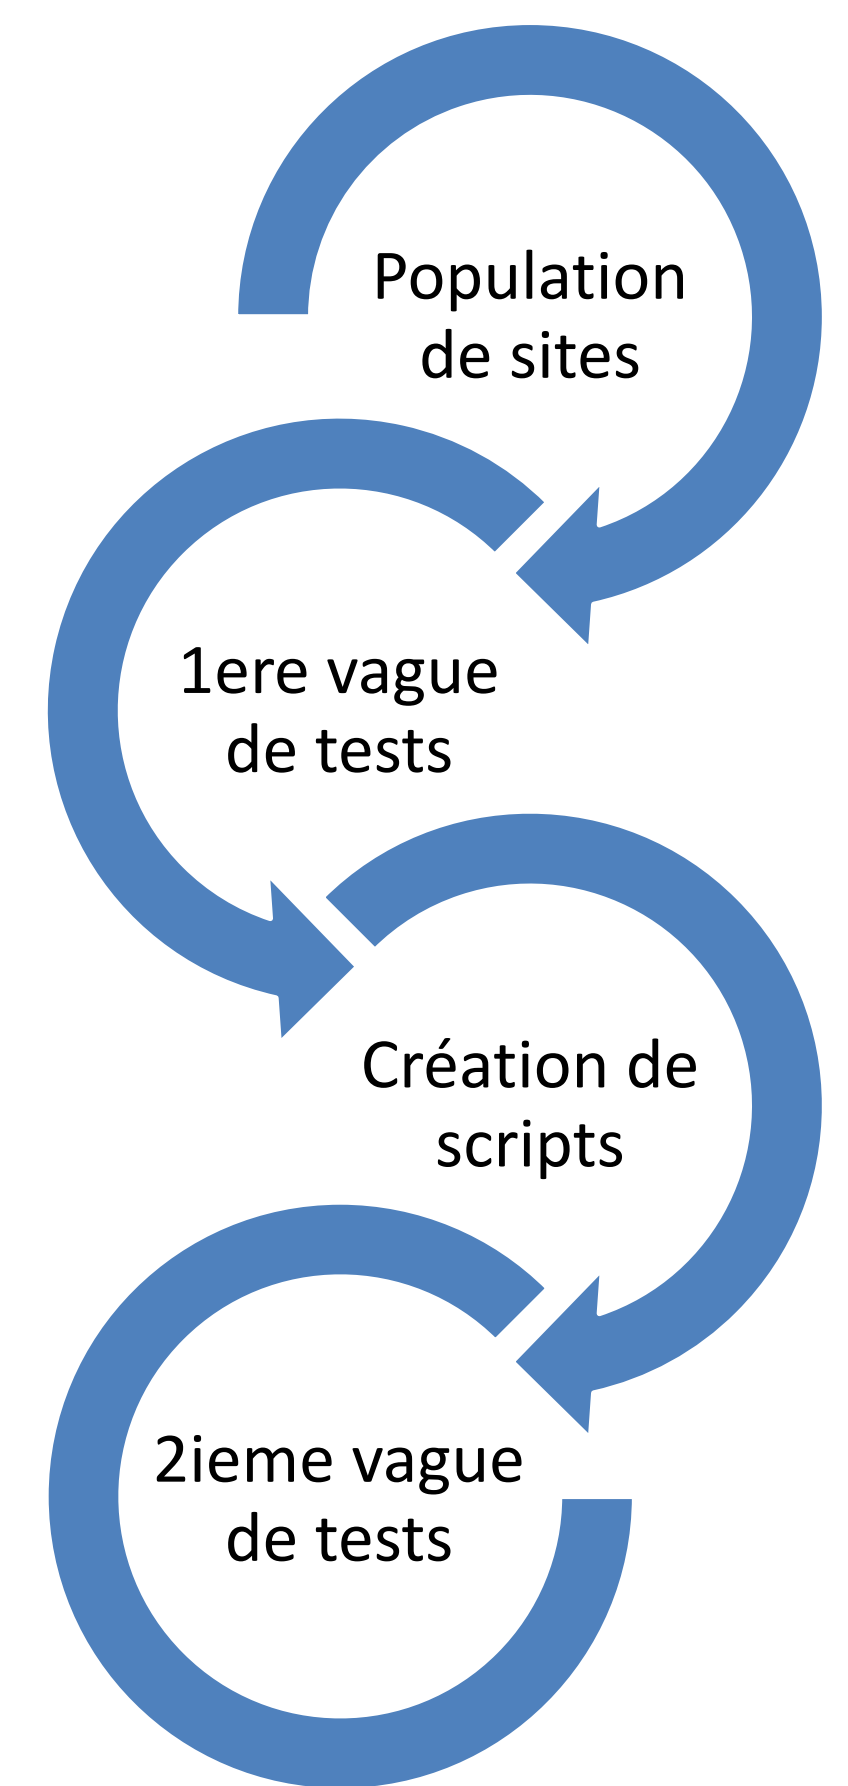 Population
de sites
1ere vague
de tests
Création de
scripts
2ieme vague
de tests